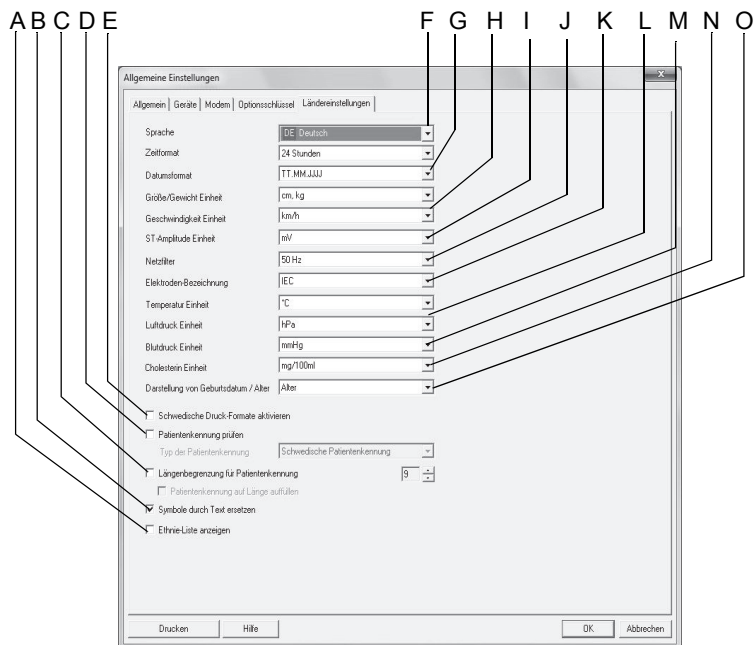 A B C D E F G H I J K L M N O
Allgemeine Einstellungen x
Allgemein Geräte Modem Optionsschlüssel Ländereinstellungen
Sprache DE Deutsch
Zeitformat 24 Stunden
Datumsformat TT.MM.JJJJ
Größe/Gewicht Einheit cm, kg
Geschwindigkeit Einheit km/h
ST-Amplitude Einheit mV
Netzfilter 50 Hz
Elektroden-Bezeichnung IEC
Temperatur Einheit °C
Luftdruck Einheit hPa
Blutdruck Einheit mmHg
Cholesterin Einheit mg/100ml
Darstellung von Geburtsdatum / Alter Alter
Schwedische Druck-Formate aktivieren
Patientenkennung prüfen
Typ der Patientenkennung Schwedische Patientenkennung
Längenbegrenzung für Patientenkennung 9
Patientenkennung auf Länge auffüllen
Symbole durch Text ersetzen
Ethnie-Liste anzeigen
Drucken Hilfe OK Abbrechen